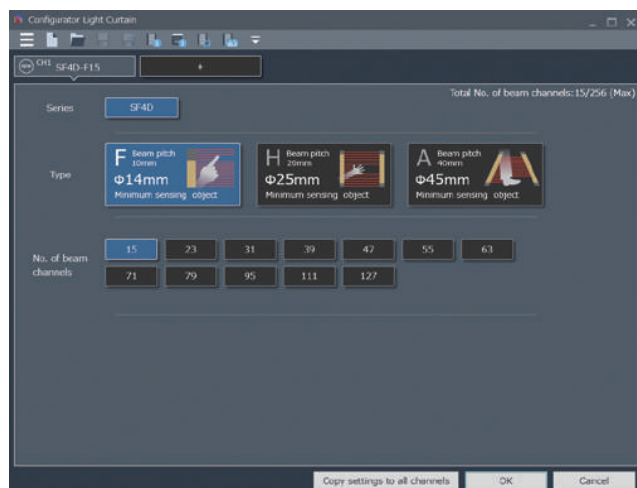 Configurator Light Curtain
CH1 SF4D-F15
+
Total No. of beam channels:15/256 (Max)
Series
SF4D
Type
F Beam pitch
10mm
Φ14mm
Minimum sensing object
H Beam pitch
20mm
Φ25mm
Minimum sensing object
A Beam pitch
40mm
Φ45mm
Minimum sensing object
No. of beam
channels
15 23 31 39 47 55 63
71 79 95 111 127
Copy settings to all channels OK Cancel